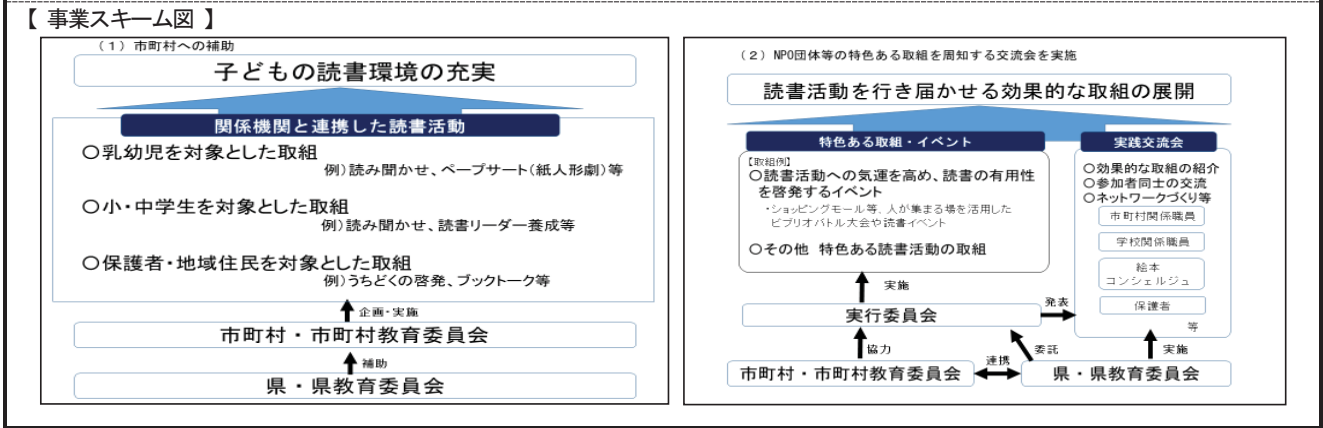 【 事業スキーム図 】
(1)市町村への補助
子どもの読書環境の充実
関係機関と連携した読書活動
○乳幼児を対象とした取組
例)読み聞かせ、ペープサート(紙人形劇)等
○小・中学生を対象とした取組
例)読み聞かせ、読書リーダー養成等
○保護者・地域住民を対象とした取組
例)うちどくの啓発、ブックトーク等
企画・実施
市町村・市町村教育委員会
補助
県・県教育委員会
(2) NPO団体等の特色ある取組を周知する交流会を実施
読書活動を行き届かせる効果的な取組の展開
特色ある取組・イベント
【取組例】
○読書活動への気運を高め、読書の有用性
を啓発するイベント
・ショッピングモール等、人が集まる場を活用した
ビブリオバトル大会や読書イベント
○その他 特色ある読書活動の取組
実践交流会
○効果的な取組の紹介
○参加者同士の交流
○ネットワークづくり等
市町村関係職員
学校関係職員
絵本
コンシェルジュ
保護者
等
実施
発表
実行委員会
協力
委託
実施
連携
市町村・市町村教育委員会
県・県教育委員会